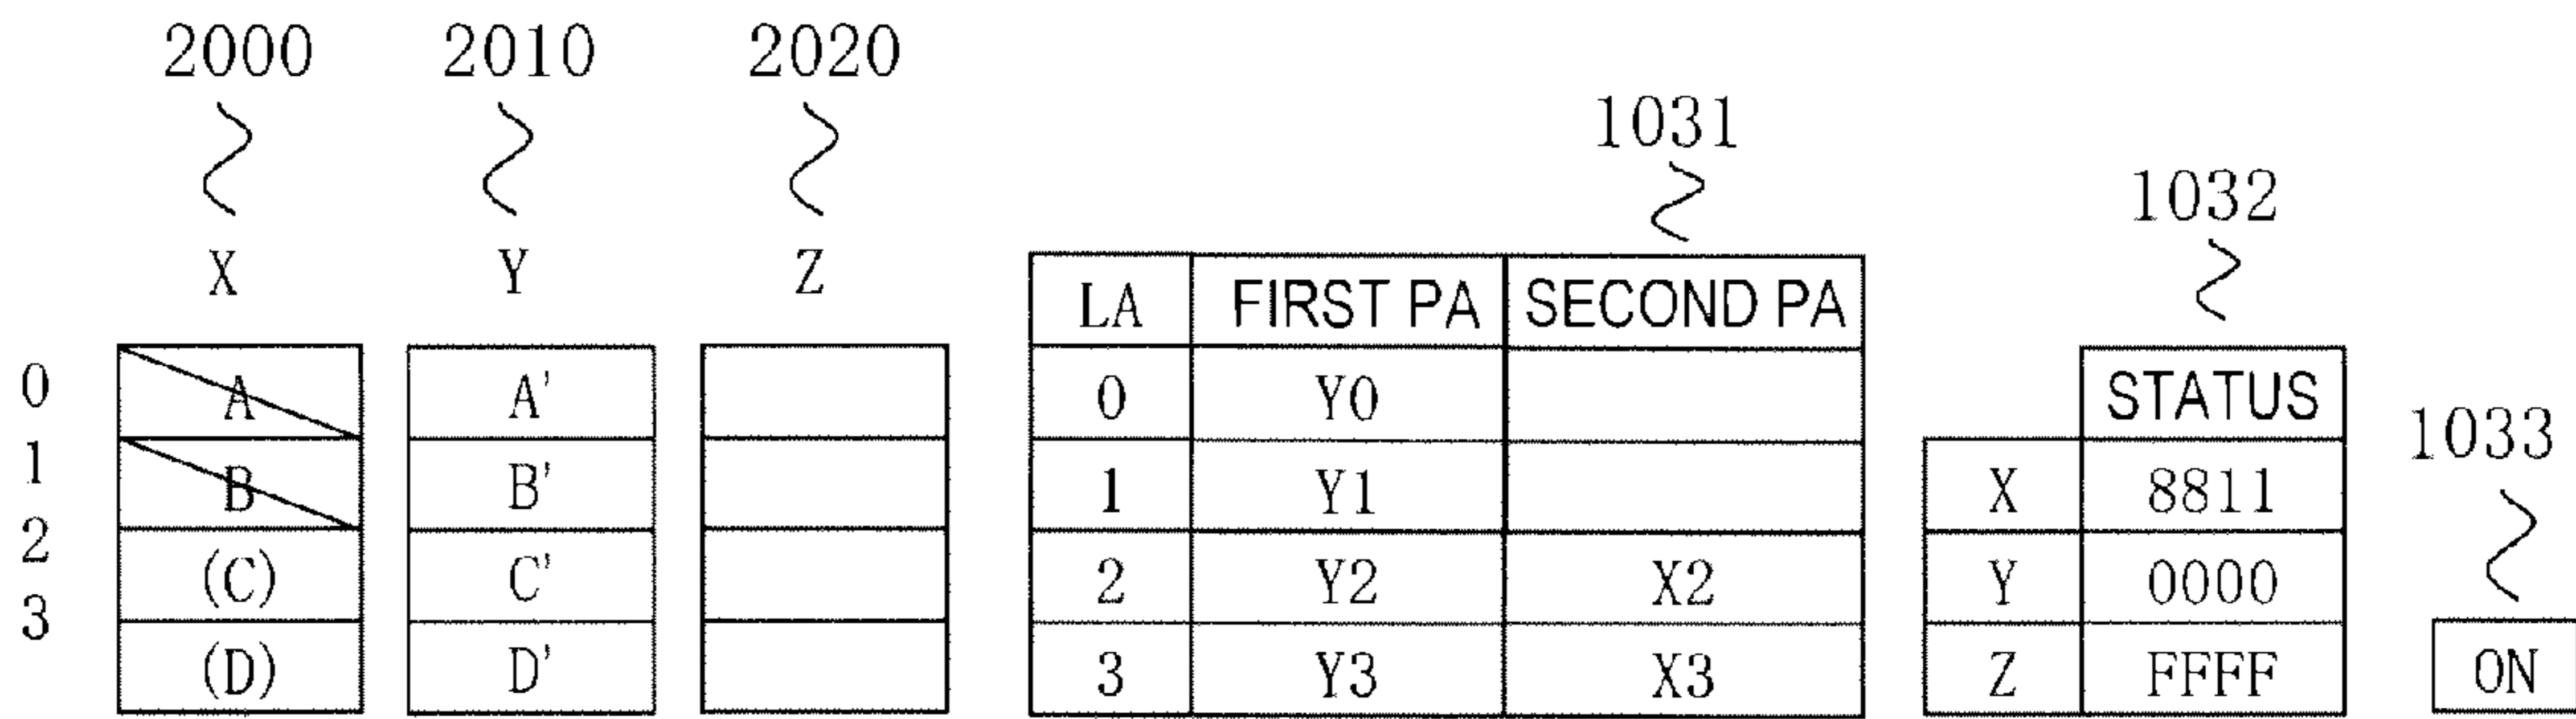 2000 2010 2020
1031
1032
1033
X Y Z
LA FIRST PA SECOND PA
STATUS
0 A A' 0 Y0
1 B B' 1 Y1 X 8811
2 (C) C' 2 Y2 X2 Y 0000
3 (D) D' 3 Y3 X3 Z FFFF ON